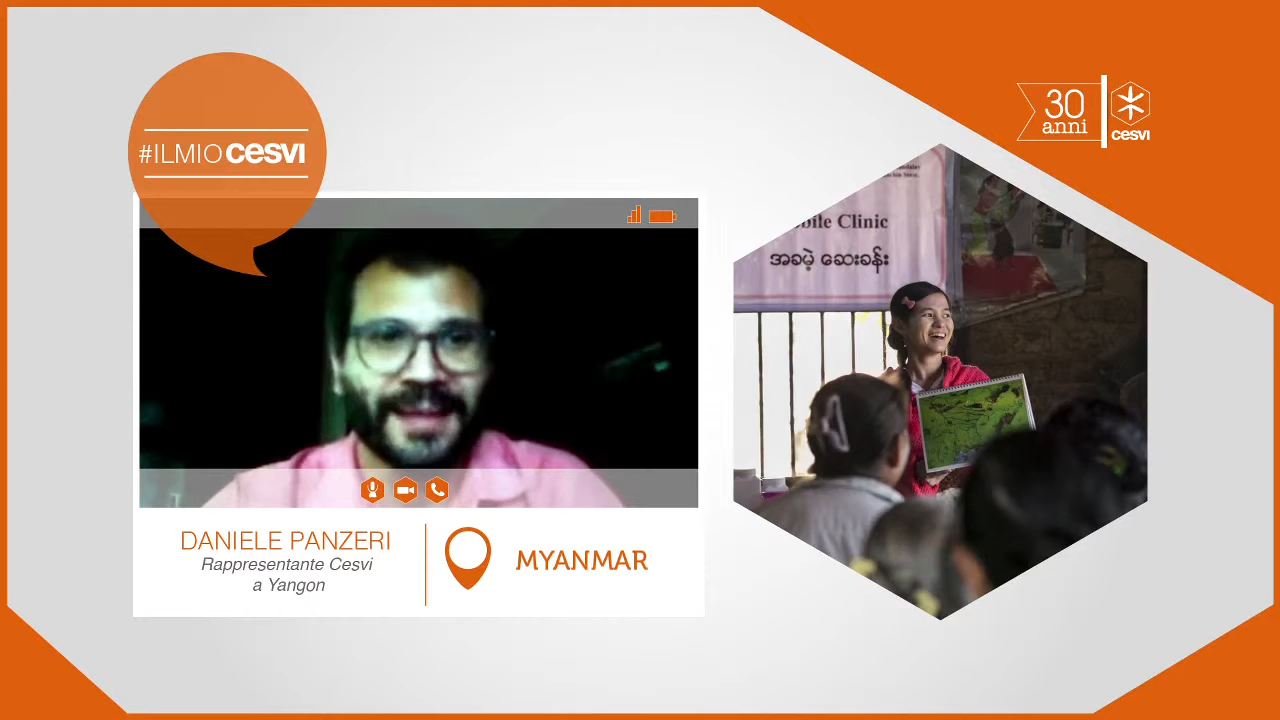 #ILMIOcesvi
30
anni
cesvi
bile Clinic
အခမဲ့ ဆေးခန်း
DANIELE PANZERI
Rappresentante Cesvi
a Yangon
MYANMAR